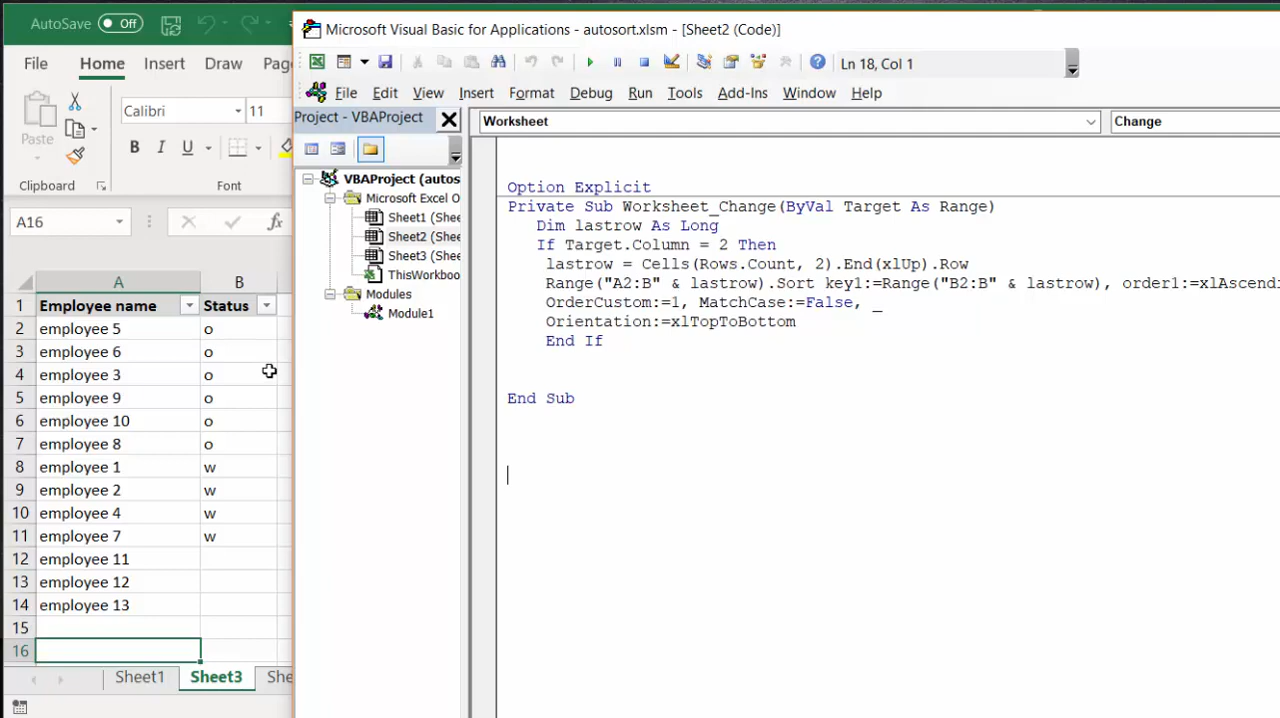 AutoSave Off
File Home Insert Draw Pag
Paste
Calibri 11
B I U
Clipboard Font
A16 fx
A B
1 Employee name Status
2 employee 5 o
3 employee 6 o
4 employee 3 o
5 employee 9 o
6 employee 10 o
7 employee 8 o
8 employee 1 w
9 employee 2 w
10 employee 4 w
11 employee 7 w
12 employee 11
13 employee 12
14 employee 13
15
16
Sheet1 Sheet3 She
Microsoft Visual Basic for Applications - autosort.xlsm - [Sheet2 (Code)]
Ln 18, Col 1
File Edit View Insert Format Debug Run Tools Add-Ins Window Help
Project - VBAProject
VBAProject (autos
Microsoft Excel O
Sheet1 (Shee
Sheet2 (Shee
Sheet3 (Shee
ThisWorkboo
Modules
Module1
Worksheet Change
Option Explicit
Private Sub Worksheet_Change(ByVal Target As Range)
Dim lastrow As Long
If Target.Column = 2 Then
lastrow = Cells(Rows.Count, 2).End(xlUp).Row
Range("A2:B" & lastrow).Sort key1:=Range("B2:B" & lastrow), order1:=xlAscendi
OrderCustom:=1, MatchCase:=False, _
Orientation:=xlTopToBottom
End If
End Sub